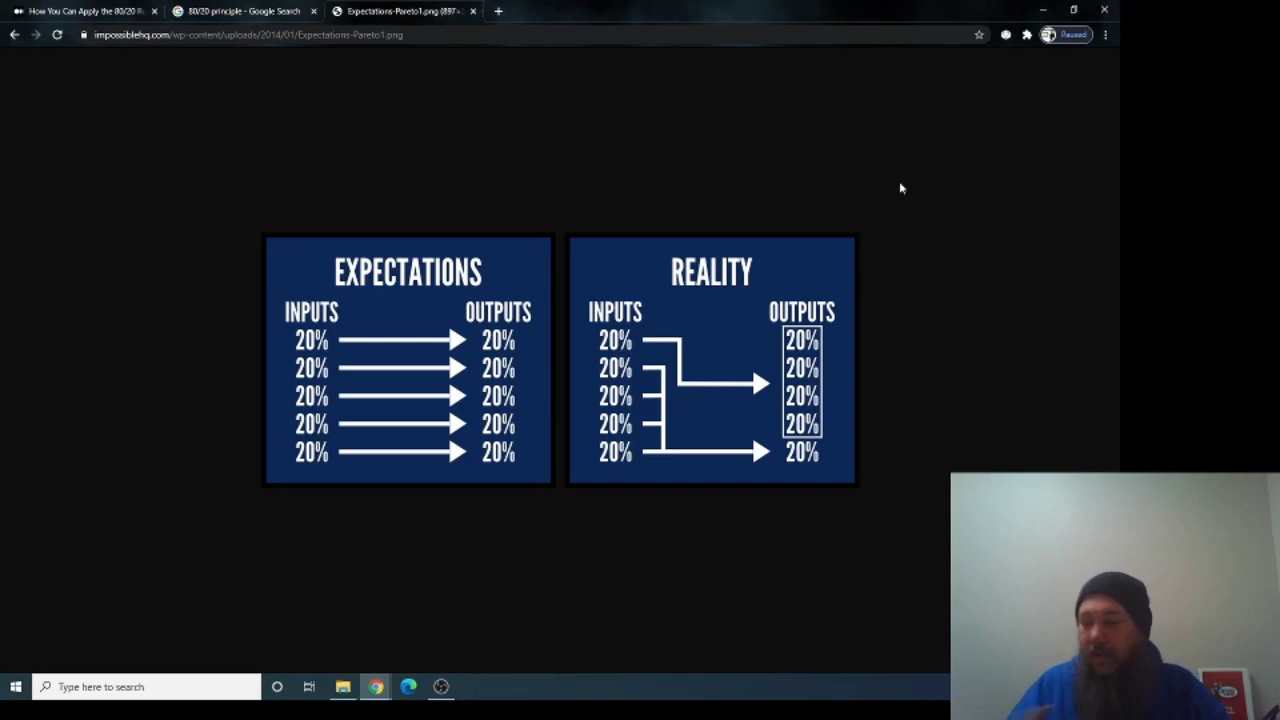 How You Can Apply the 80/20 R
80/20 principle - Google Search
Expectations-Pareto1.png (897×
impossiblehq.com/wp-content/uploads/2014/01/Expectations-Pareto1.png
Paused
EXPECTATIONS
INPUTS OUTPUTS
20% 20%
20% 20%
20% 20%
20% 20%
20% 20%
REALITY
INPUTS OUTPUTS
20% 20%
20% 20%
20% 20%
20% 20%
20% 20%
Type here to search